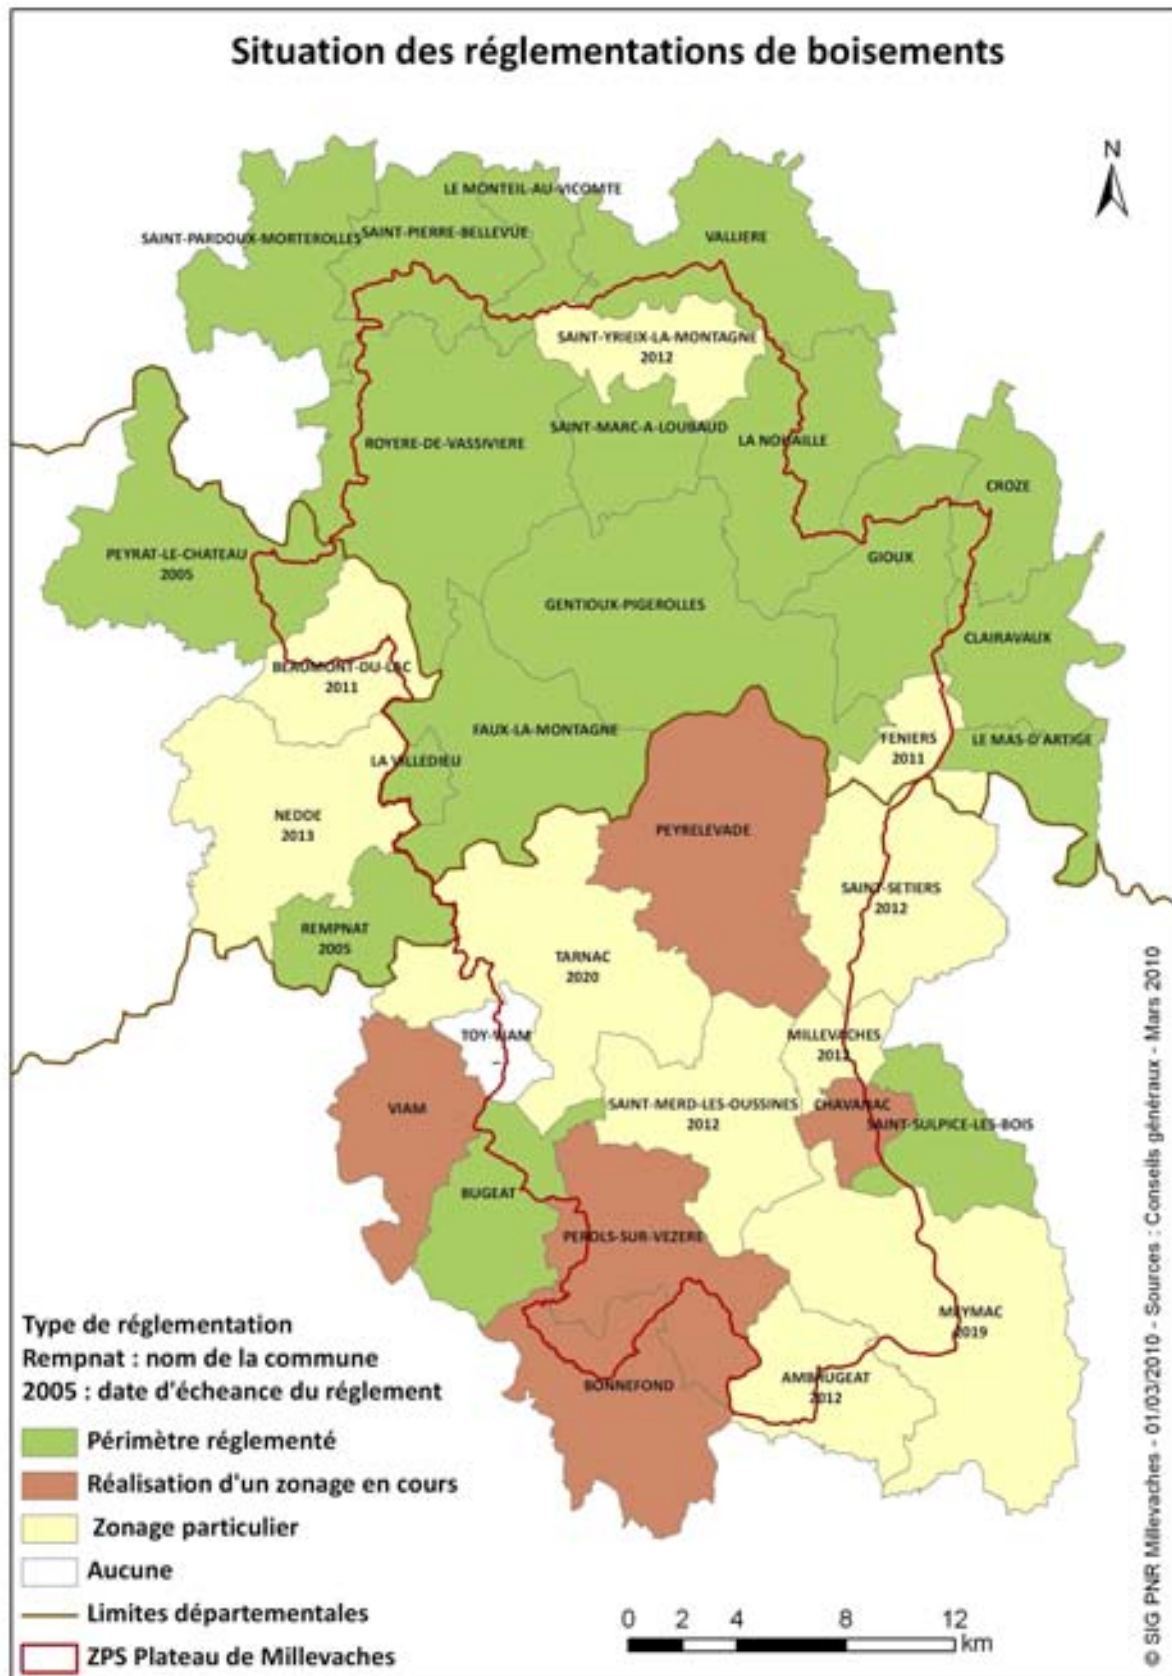 Situation des réglementations de boisements
N
LE MONTEIL-AU-VICOMTE
SAINT-PARDOUX-MORTEROLLES
SAINT-PIERRE-BELLEVUE
VALLIERE
SAINT-YRIEIX-LA-MONTAGNE
2012
ROYERE-DE-VASSIVIERE
SAINT-MARC-A-LOUBAUD
LA NOUAILLE
CROZE
PEYRAT-LE-CHATEAU
2005
GIOUX
GENTIOUX-PIGEROLLES
CLAIRAVAUX
BEAUMONT-DU-LAC
2011
FAUX-LA-MONTAGNE
FENIERS
2011
LE MAS-D'ARTIGE
LA VILLEDIEU
NEDDE
2013
PEYRELEVADE
SAINT-SETIERS
2012
REMPNAT
2005
TARNAC
2020
TOY-VIAM
-
MILLEVACHES
2012
VIAM
SAINT-MERD-LES-OUSSINES
2012
CHAVANAC
SAINT-SULPICE-LES-BOIS
BUGEAT
PEROLS-SUR-VEZERE
MEYMAC
2019
BONNEFOND
AMBRUGEAT
2012
Type de réglementation
Rempnat : nom de la commune
2005 : date d'écheance du réglement
Périmètre réglementé
Réalisation d'un zonage en cours
Zonage particulier
Aucune
Limites départementales
ZPS Plateau de Millevaches
0 2 4 8 12
km
© SIG PNR Millevaches - 01/03/2010 - Sources : Conseils généraux - Mars 2010